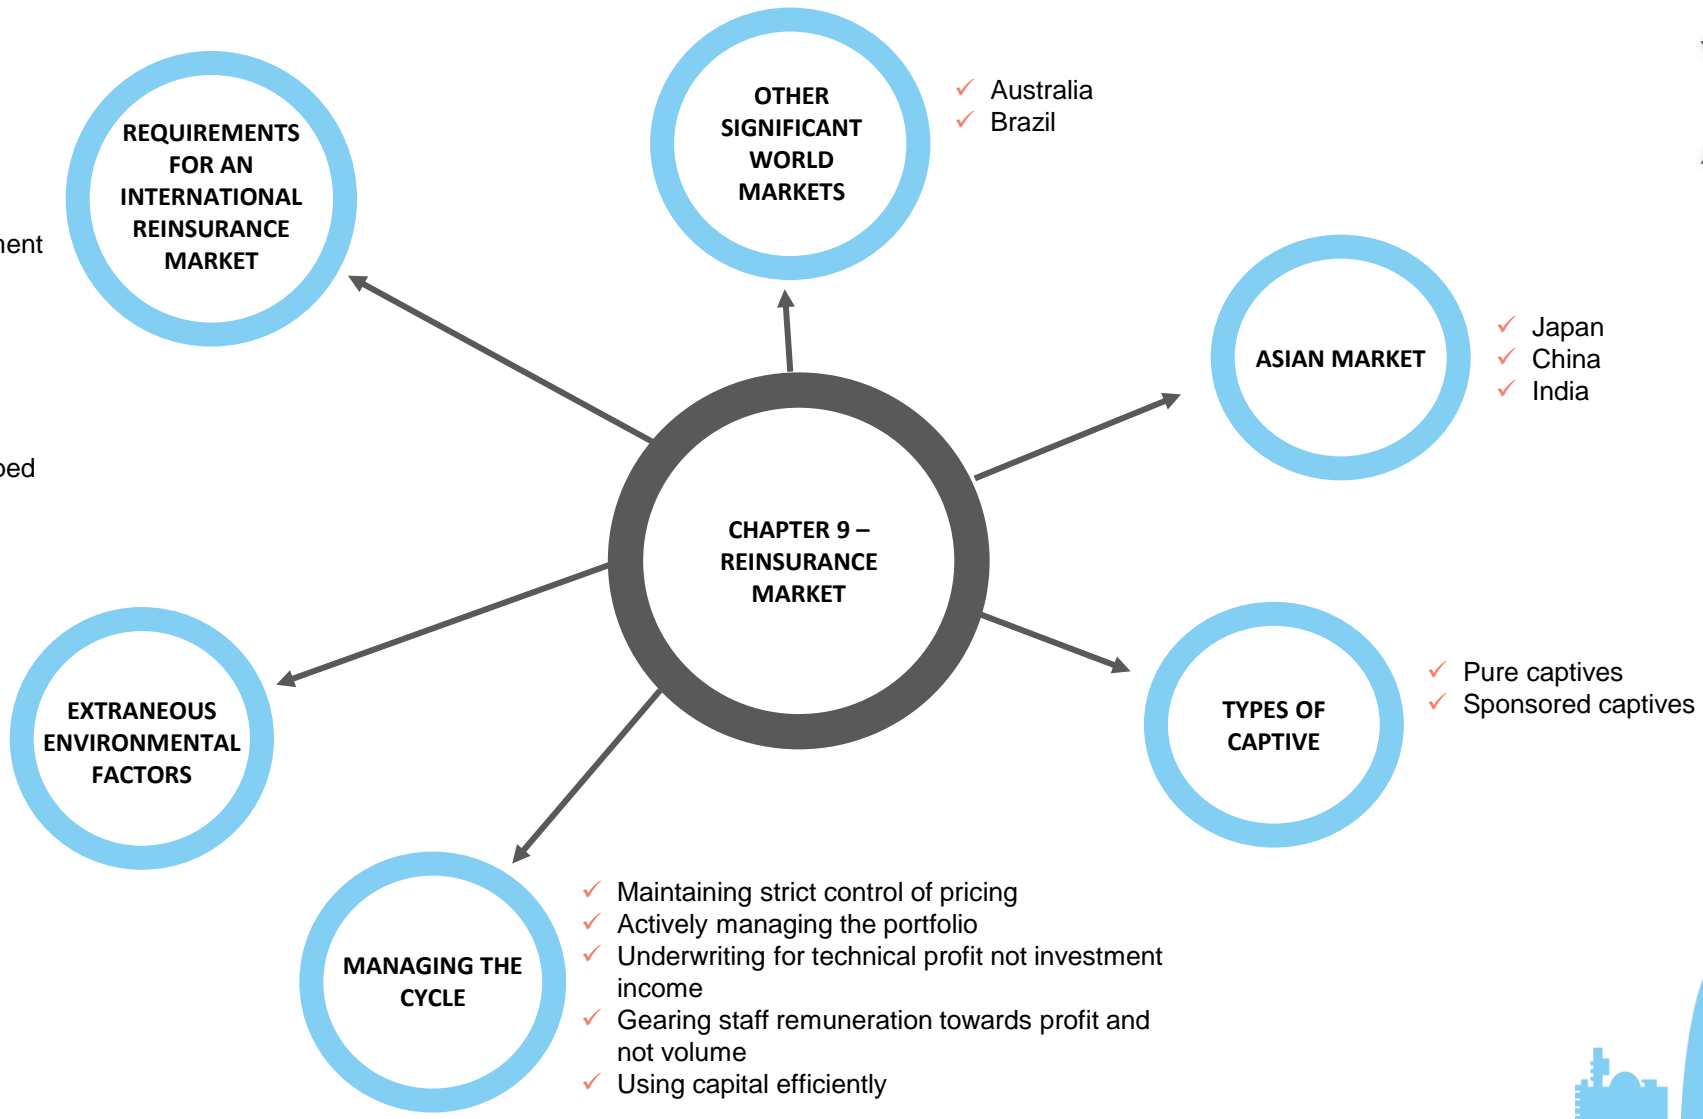 OTHER
SIGNIFICANT
WORLD
MARKETS
✓ Australia
✓ Brazil
REQUIREMENTS
FOR AN
INTERNATIONAL
REINSURANCE
MARKET
ASIAN MARKET
✓ Japan
✓ China
✓ India
CHAPTER 9 –
REINSURANCE
MARKET
TYPES OF
CAPTIVE
✓ Pure captives
✓ Sponsored captives
EXTRANEOUS
ENVIRONMENTAL
FACTORS
MANAGING THE
CYCLE
✓ Maintaining strict control of pricing
✓ Actively managing the portfolio
✓ Underwriting for technical profit not investment
income
✓ Gearing staff remuneration towards profit and
not volume
✓ Using capital efficiently